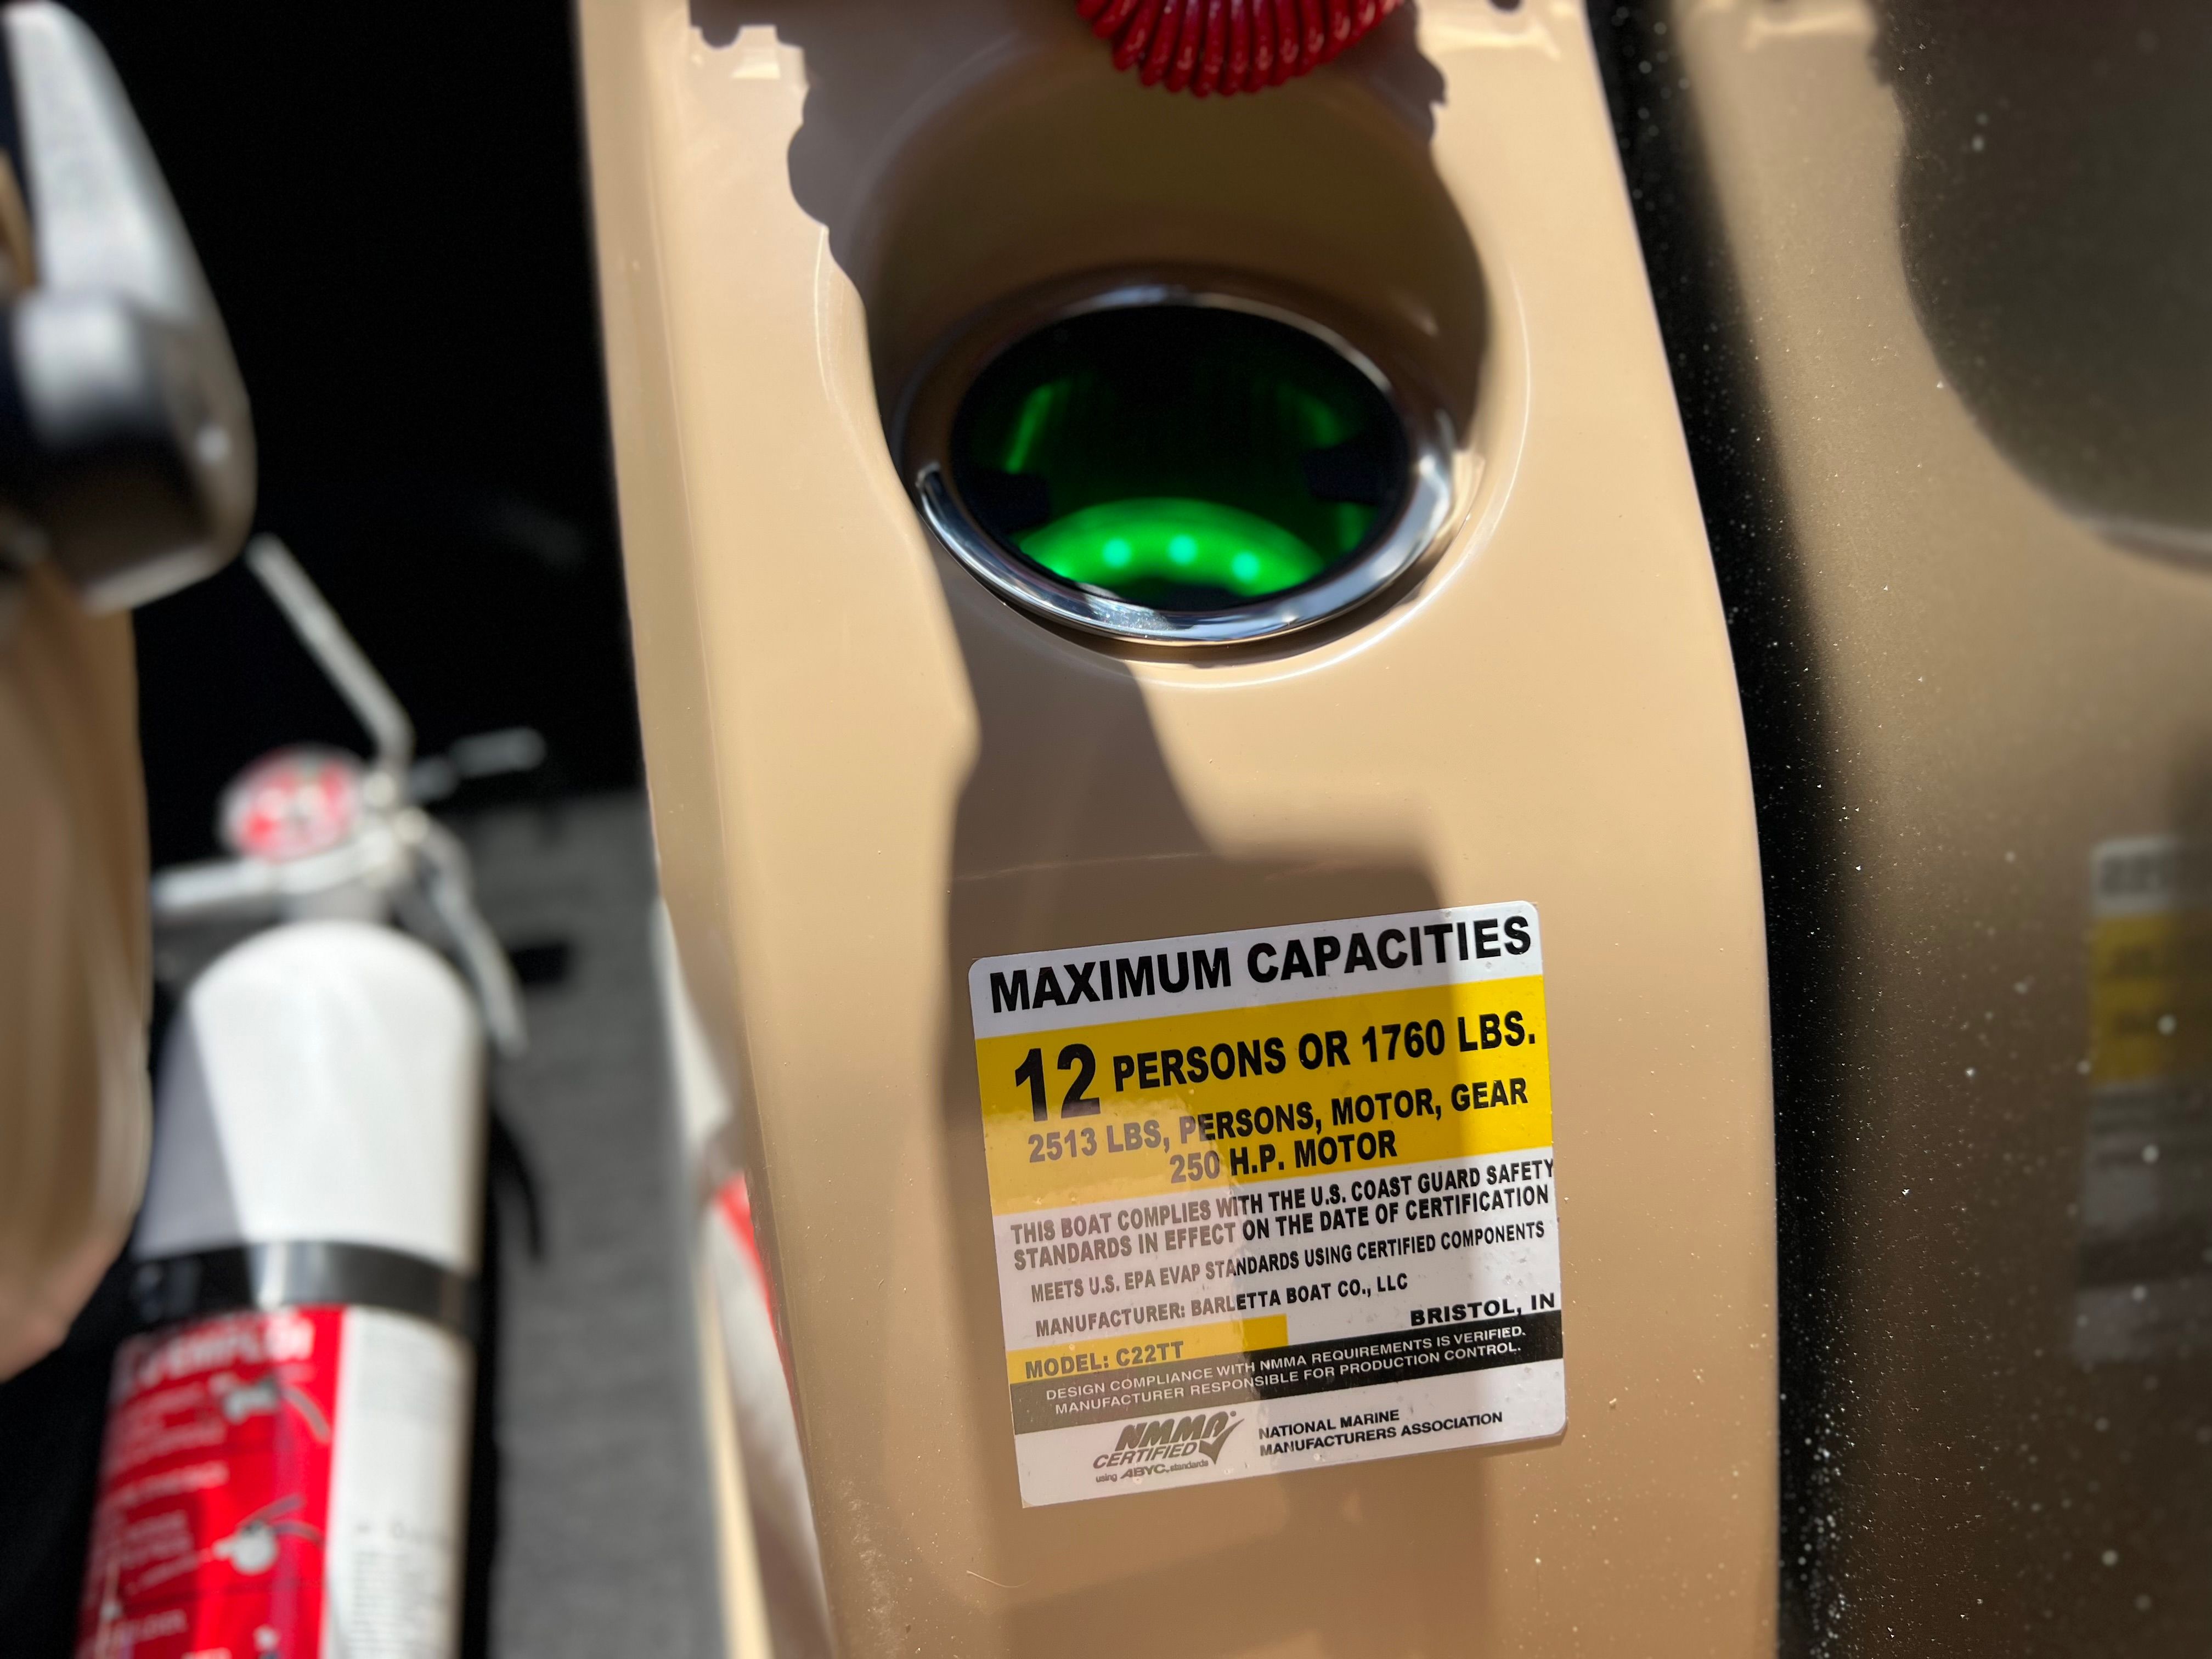 MAXIMUM CAPACITIES
12 PERSONS OR 1760 LBS.
2513 LBS, PERSONS, MOTOR, GEAR
250 H.P. MOTOR
THIS BOAT COMPLIES WITH THE U.S. COAST GUARD SAFETY
STANDARDS IN EFFECT ON THE DATE OF CERTIFICATION
MEETS U.S. EPA EVAP STANDARDS USING CERTIFIED COMPONENTS
MANUFACTURER: BARLETTA BOAT CO., LLC
BRISTOL, IN
MODEL: C22TT
DESIGN COMPLIANCE WITH NMMA REQUIREMENTS IS VERIFIED.
MANUFACTURER RESPONSIBLE FOR PRODUCTION CONTROL.
NMMA®
CERTIFIED
using ABYC standards
NATIONAL MARINE
MANUFACTURERS ASSOCIATION